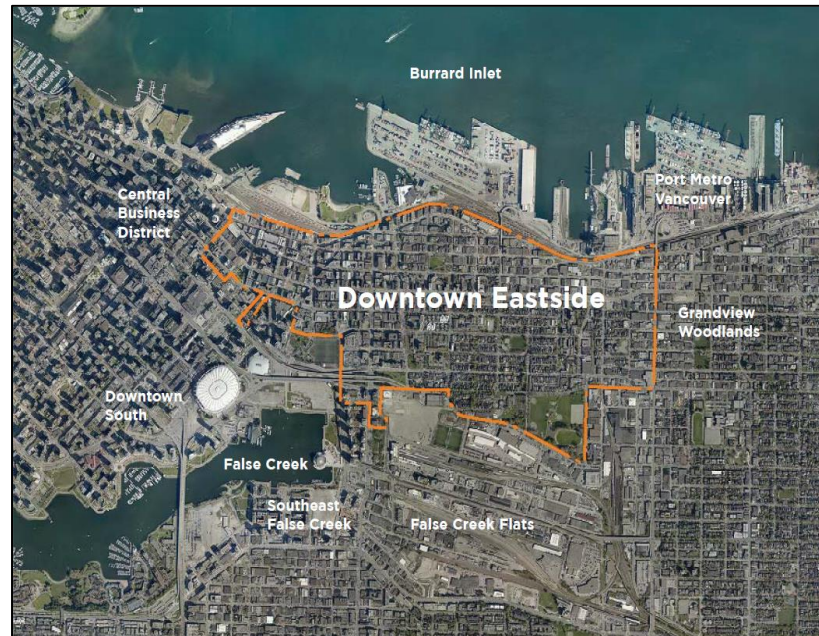 Burrard Inlet
Central
Business
District
Port Metro
Vancouver
Downtown Eastside
Grandview
Woodlands
Downtown
South
False Creek
Southeast
False Creek
False Creek Flats